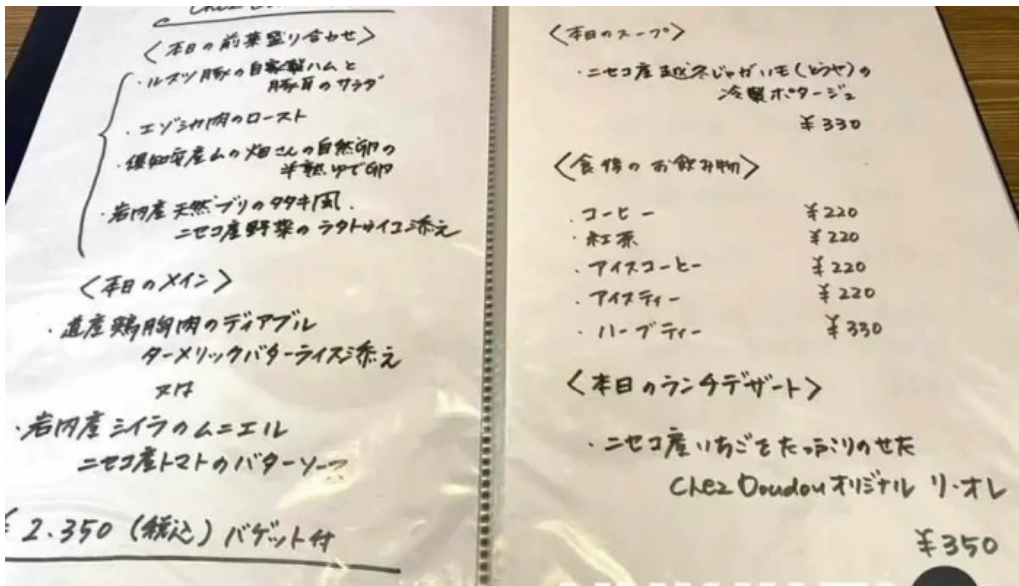 〈本日の前菜盛り合わせ〉
・ルスツ豚の自家製ハムと
豚耳のサラダ
・エゾシカ肉のロースト
・倶知安産ムの畑さんの自然卵の
半熟ゆで卵
・岩内産天然ブリのタタキ風、
ニセコ産野菜のラタトゥイユ添え
〈本日のメイン〉
・道産鶏胸肉のディアブル
ターメリックバターライス添え
又は
・岩内産シイラのムニエル
ニセコ産トマトのバターソース
¥2.350(税込)バゲット付
〈本日のスープ〉
・ニセコ産越冬じゃがいも(とうや)の
冷製ポタージュ
¥330
〈食後のお飲み物〉
・コーヒー ¥220
・紅茶 ¥220
・アイスコーヒー ¥220
・アイスティー ¥220
・ハーブティー ¥330
〈本日のランチデザート〉
・ニセコ産いちごをたっぷりのせた
Chez Doudouオリジナル リ・オレ
¥350